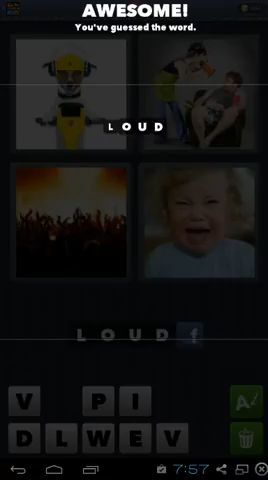 AWESOME!
You've guessed the word.
LOUD
LOUD f
V P I A
D L W E V
7:57